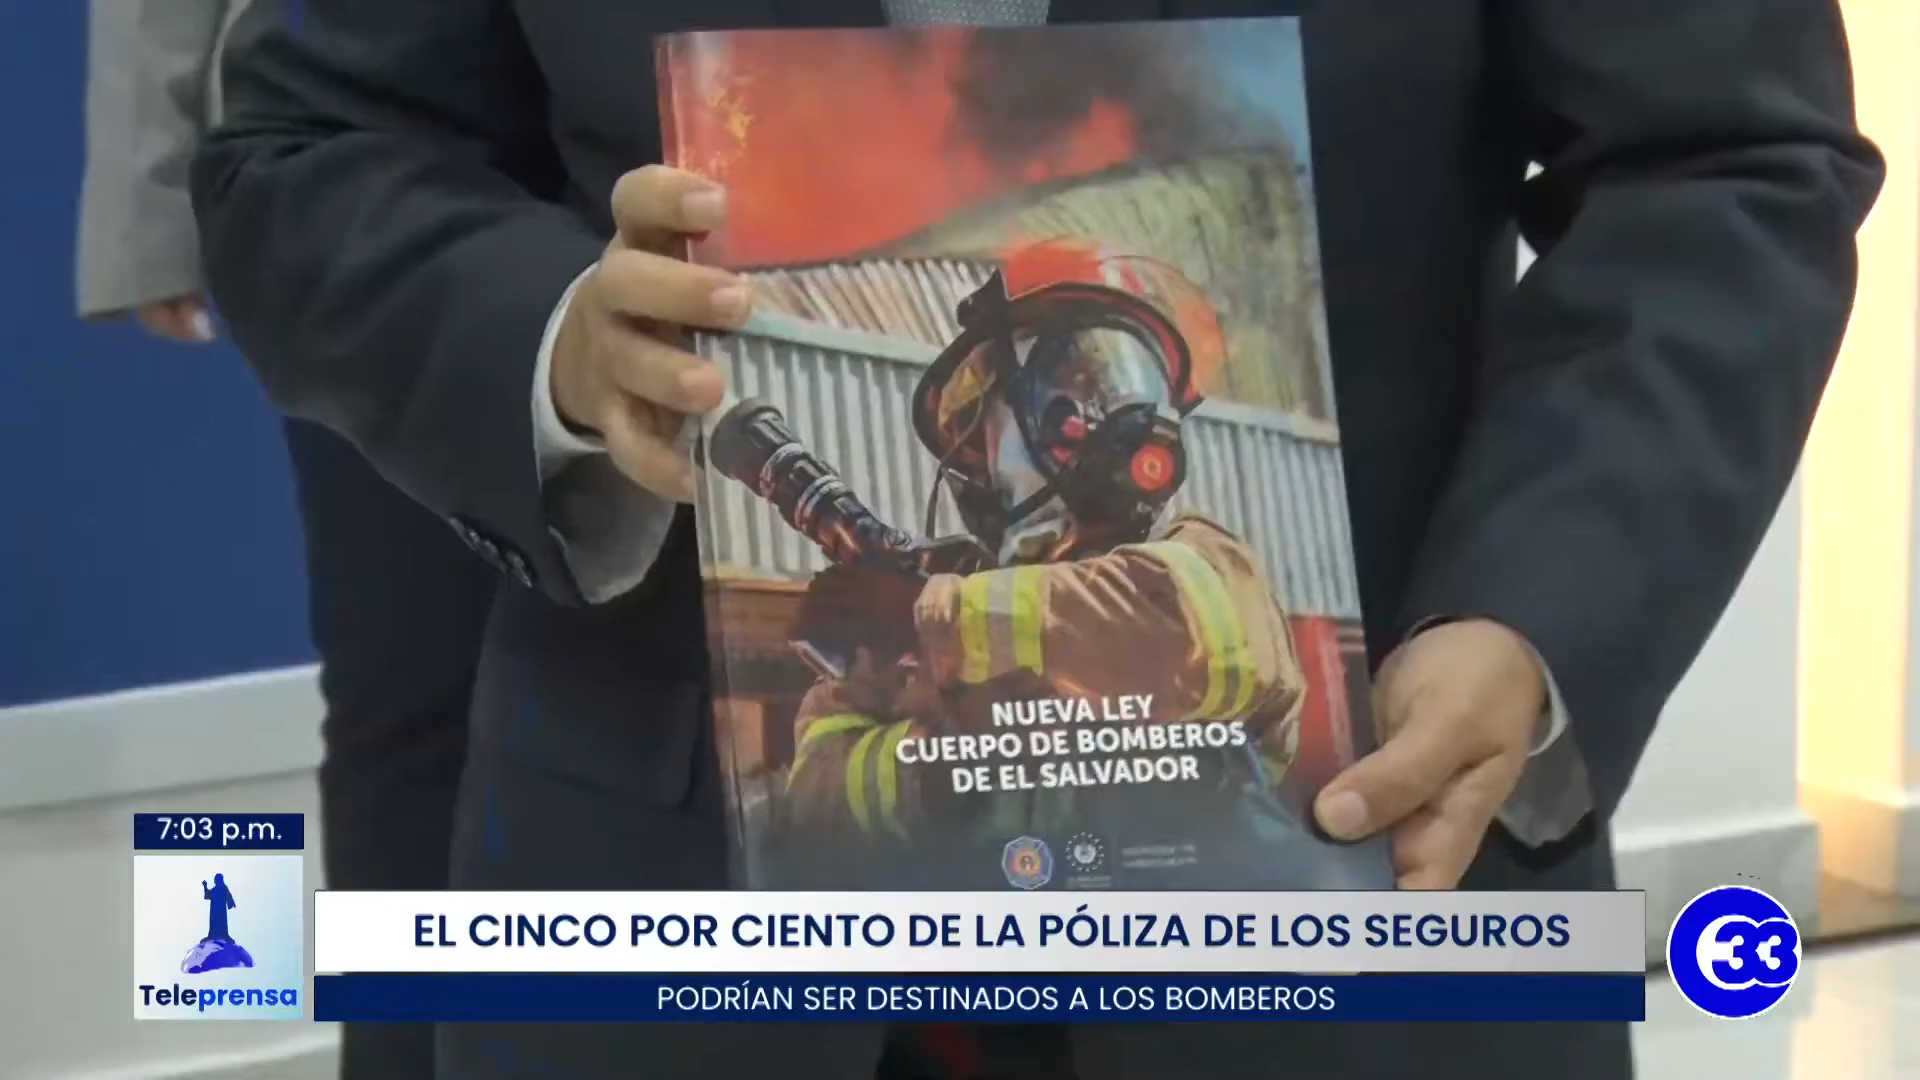 NUEVA LEY
CUERPO DE BOMBEROS
DE EL SALVADOR
7:03 p.m.
Teleprensa
EL CINCO POR CIENTO DE LA PÓLIZA DE LOS SEGUROS
PODRÍAN SER DESTINADOS A LOS BOMBEROS
33